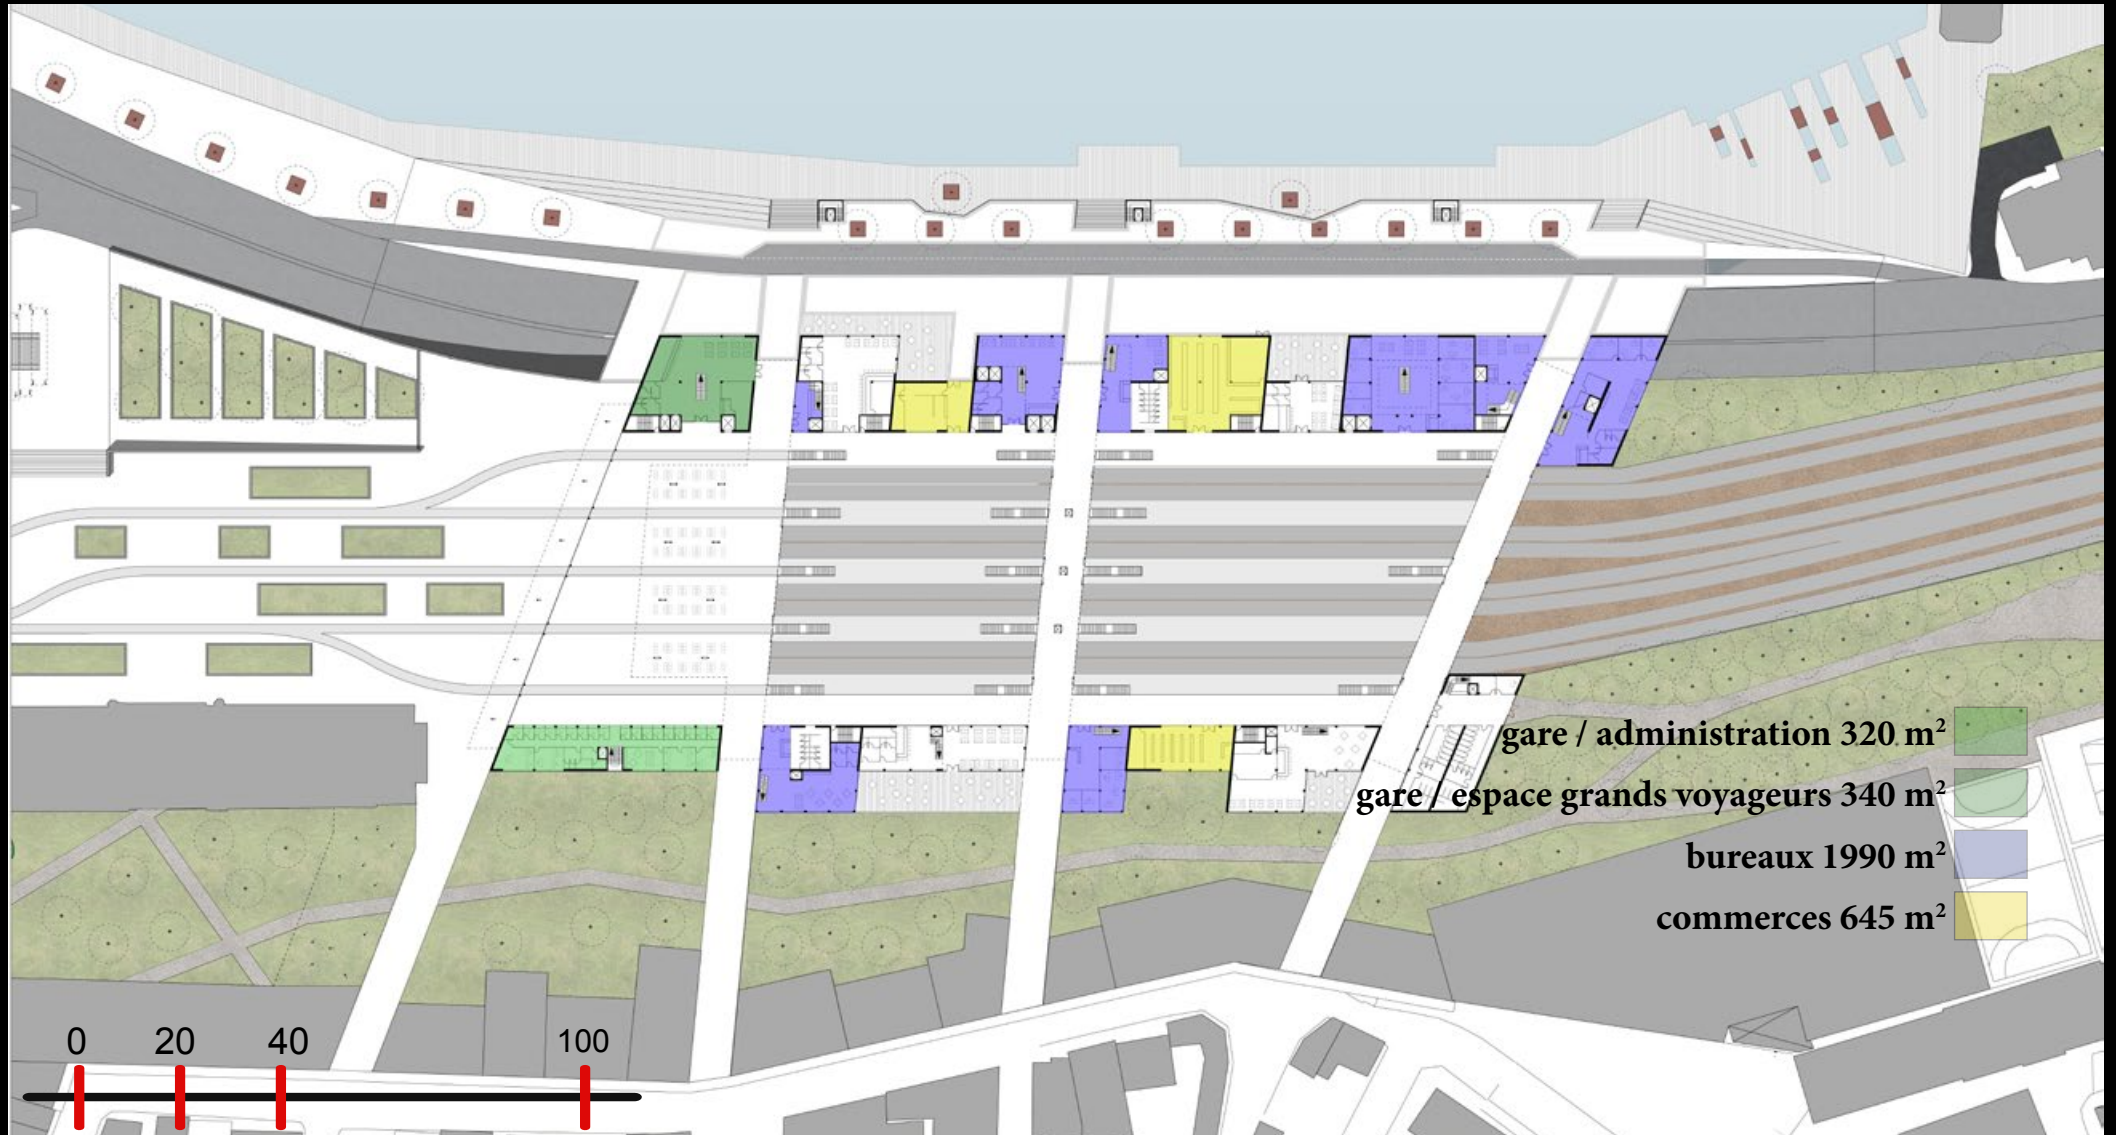 gare / administration 320 m²
gare / espace grands voyageurs 340 m²
bureaux 1990 m²
commerces 645 m²
0 20 40 100